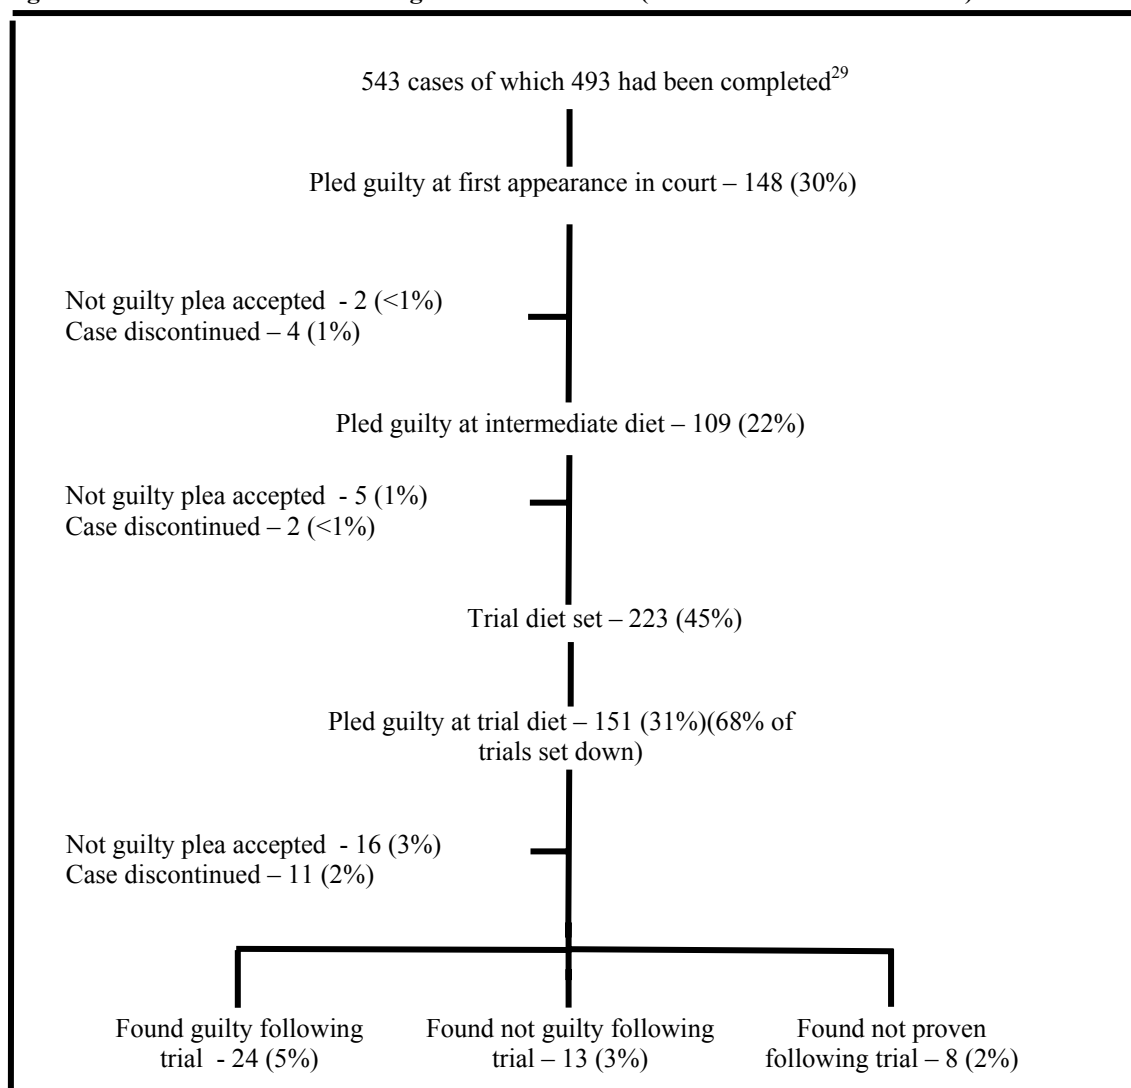 543 cases of which 493 had been completed29
Pled guilty at first appearance in court – 148 (30%)
Not guilty plea accepted - 2 (<1%)
Case discontinued – 4 (1%)
Pled guilty at intermediate diet – 109 (22%)
Not guilty plea accepted - 5 (1%)
Case discontinued – 2 (<1%)
Trial diet set – 223 (45%)
Pled guilty at trial diet – 151 (31%)(68% of
trials set down)
Not guilty plea accepted - 16 (3%)
Case discontinued – 11 (2%)
Found guilty following
trial - 24 (5%)
Found not guilty following
trial – 13 (3%)
Found not proven
following trial – 8 (2%)